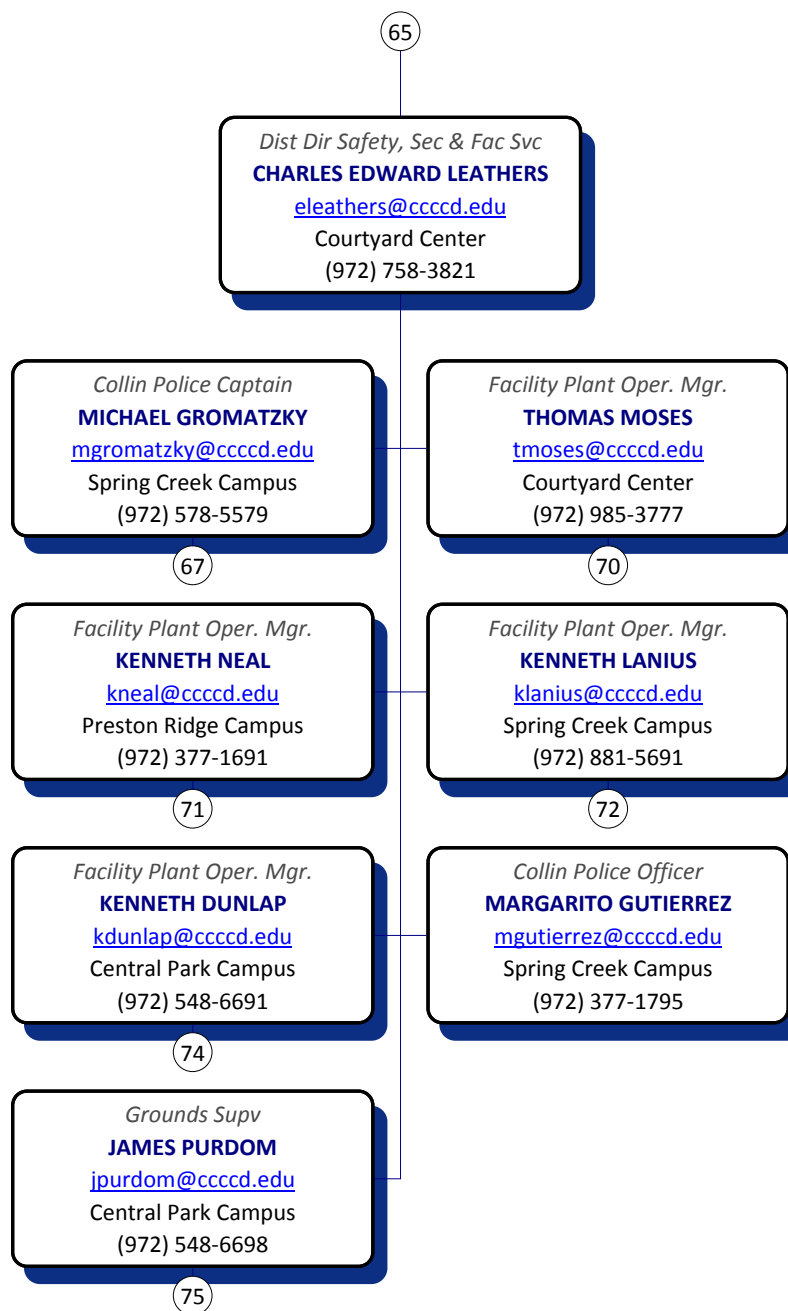 65
Dist Dir Safety, Sec & Fac Svc
CHARLES EDWARD LEATHERS
eleathers@ccccd.edu
Courtyard Center
(972) 758-3821
Collin Police Captain
MICHAEL GROMATZKY
mgromatzky@ccccd.edu
Spring Creek Campus
(972) 578-5579
67
Facility Plant Oper. Mgr.
THOMAS MOSES
tmoses@ccccd.edu
Courtyard Center
(972) 985-3777
70
Facility Plant Oper. Mgr.
KENNETH NEAL
kneal@ccccd.edu
Preston Ridge Campus
(972) 377-1691
71
Facility Plant Oper. Mgr.
KENNETH LANIUS
klanius@ccccd.edu
Spring Creek Campus
(972) 881-5691
72
Facility Plant Oper. Mgr.
KENNETH DUNLAP
kdunlap@ccccd.edu
Central Park Campus
(972) 548-6691
74
Collin Police Officer
MARGARITO GUTIERREZ
mgutierrez@ccccd.edu
Spring Creek Campus
(972) 377-1795
Grounds Supv
JAMES PURDOM
jpurdom@ccccd.edu
Central Park Campus
(972) 548-6698
75